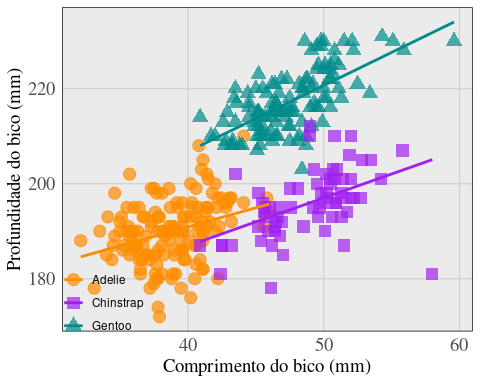 Profundidade do bico (mm)
220
200
180
Adelie
Chinstrap
Gentoo
40
50
60
Comprimento do bico (mm)